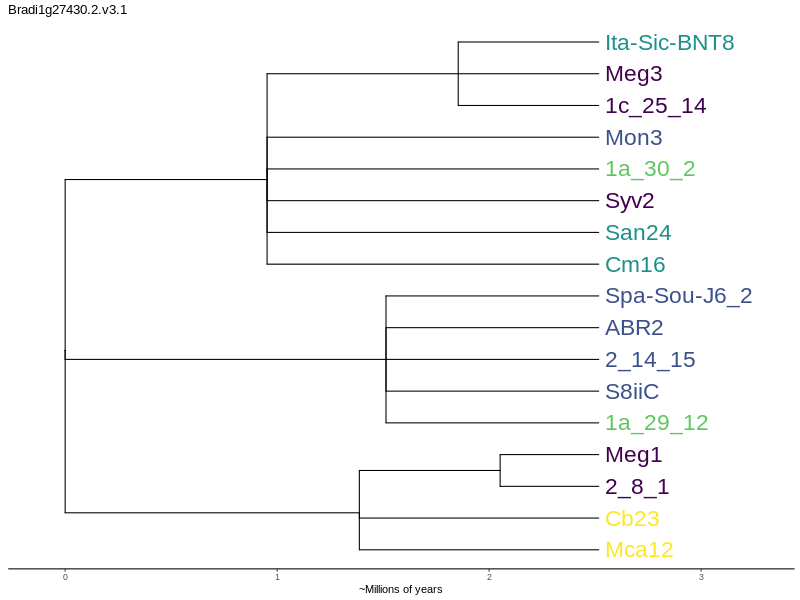 Bradi1g27430.2.v3.1
Ita-Sic-BNT8
Meg3
1c_25_14
Mon3
1a_30_2
Syv2
San24
Cm16
Spa-Sou-J6_2
ABR2
2_14_15
S8iiC
1a_29_12
Meg1
2_8_1
Cb23
Mca12
0 1 2 3
~Millions of years